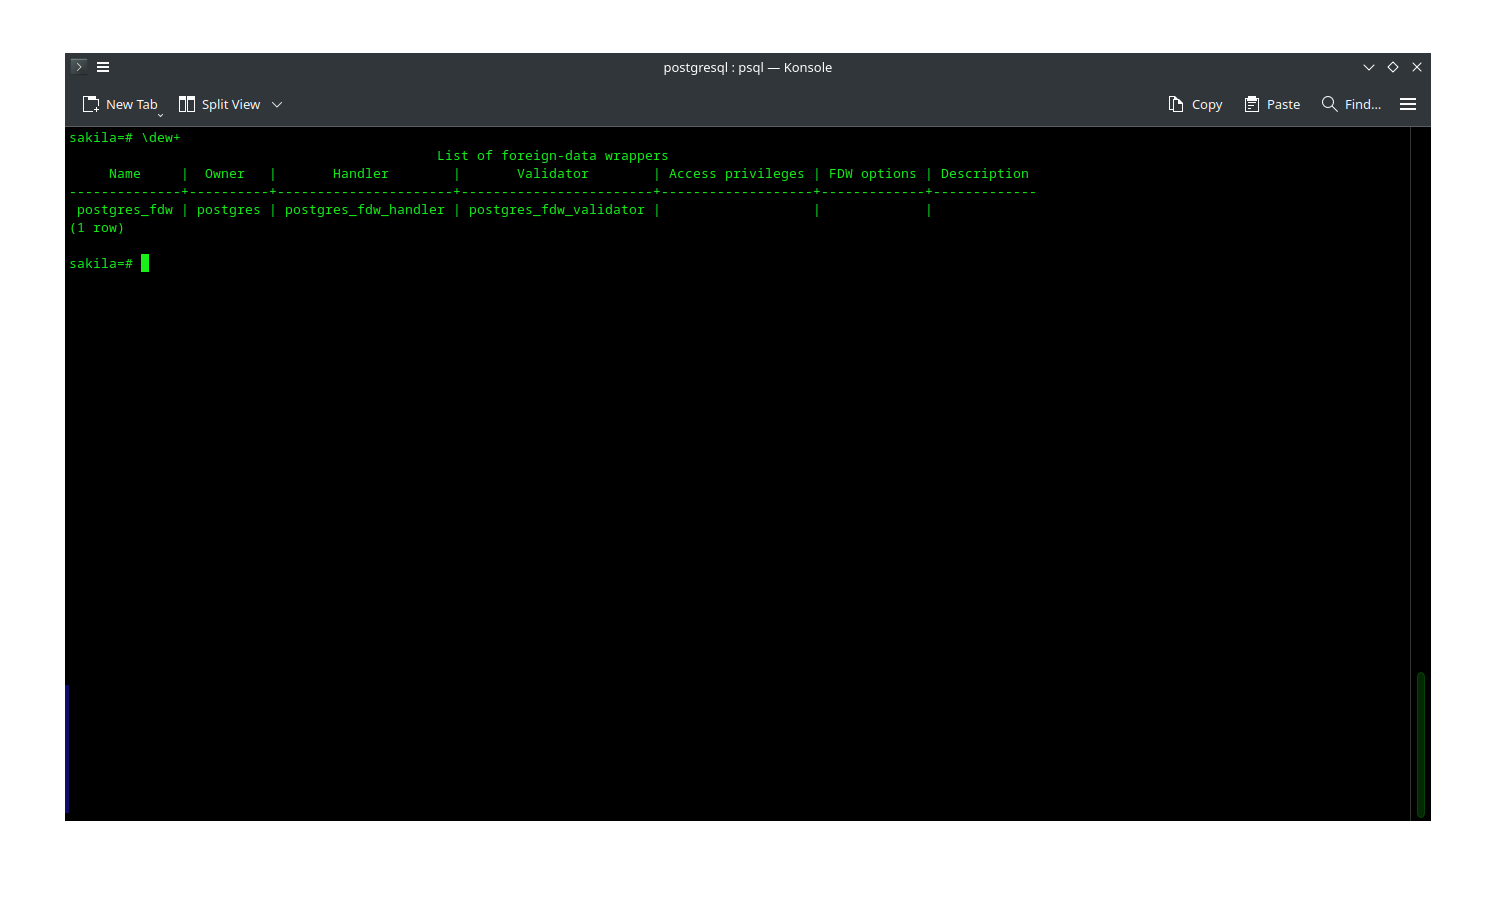 postgresql : psql — Konsole
New Tab Split View Copy Paste Find...
sakila=# \dew+
                                              List of foreign-data wrappers
     Name     |  Owner   |       Handler        |       Validator        | Access privileges | FDW options | Description
--------------+----------+----------------------+------------------------+-------------------+-------------+-------------
 postgres_fdw | postgres | postgres_fdw_handler | postgres_fdw_validator |                   |             |
(1 row)
sakila=#